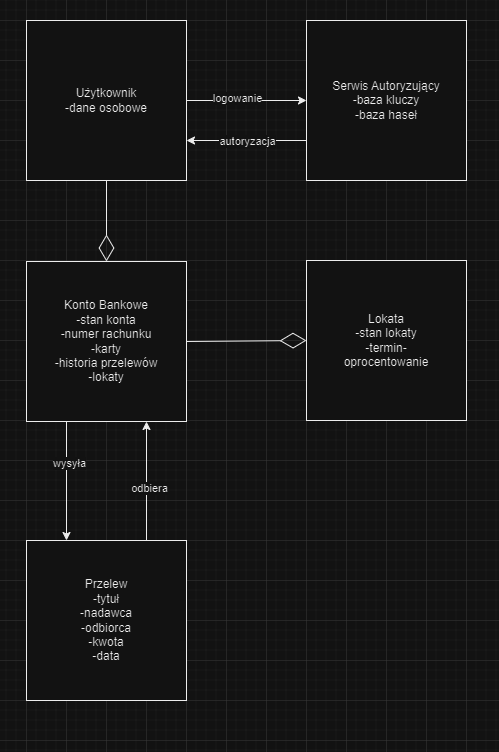 Użytkownik
-dane osobowe
logowanie
Serwis Autoryzujący
-baza kluczy
-baza haseł
autoryzacja
Konto Bankowe
-stan konta
-numer rachunku
-karty
-historia przelewów
-lokaty
Lokata
-stan lokaty
-termin-
oprocentowanie
wysyła
odbiera
Przelew
-tytuł
-nadawca
-odbiorca
-kwota
-data